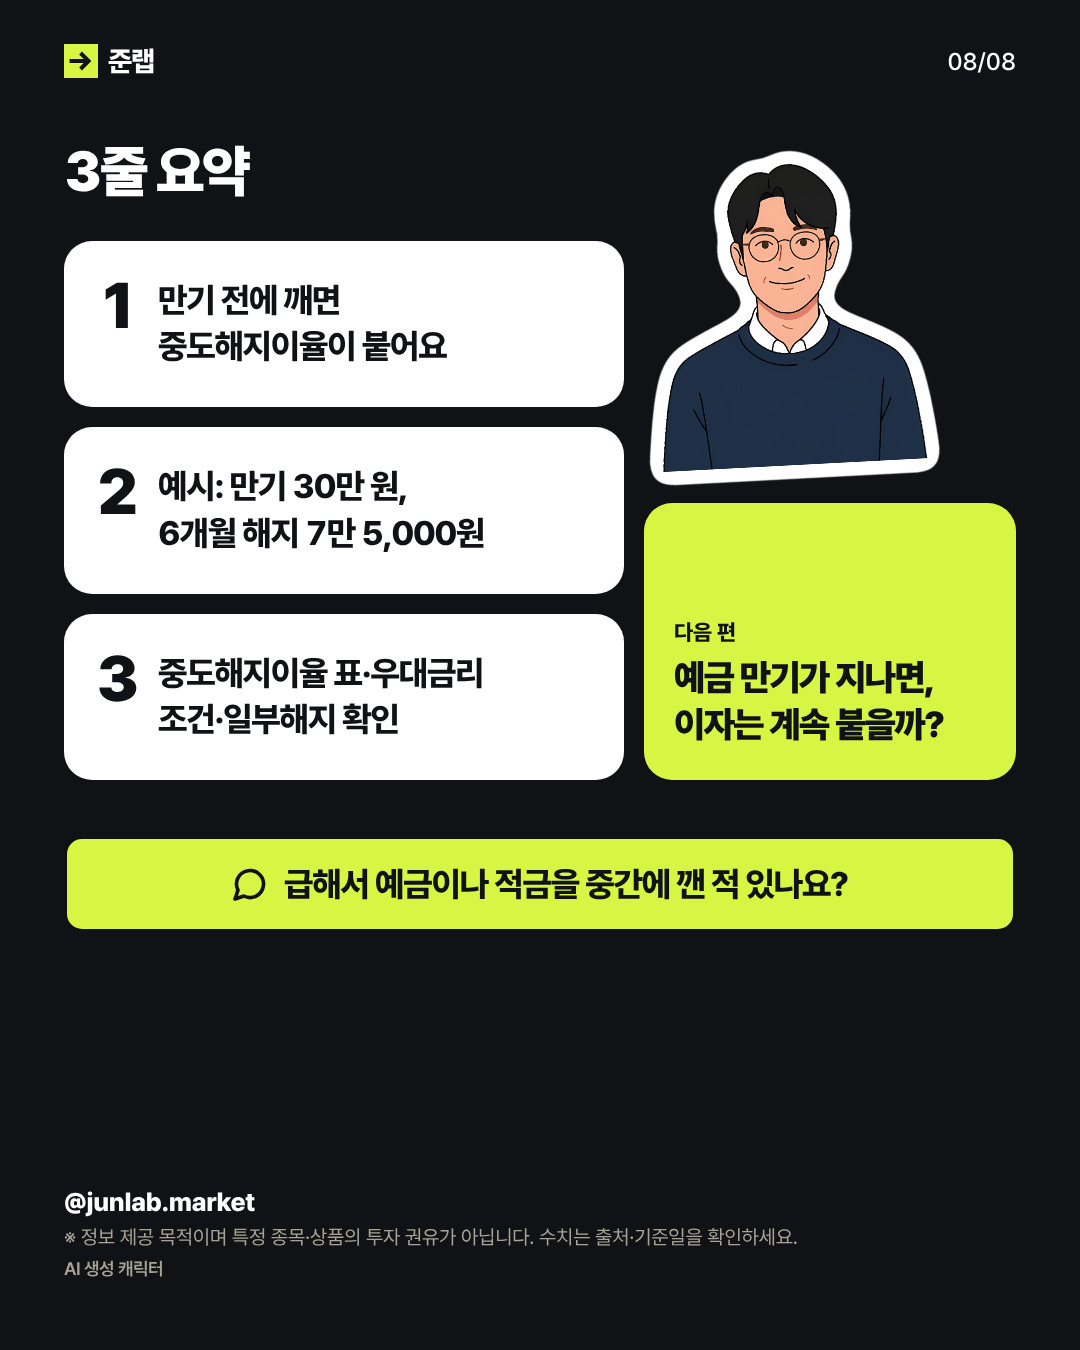 준랩
08/08
3줄 요약
1
만기 전에 깨면
중도해지이율이 붙어요
2
예시: 만기 30만 원,
6개월 해지 7만 5,000원
3
중도해지이율 표·우대금리
조건·일부해지 확인
다음 편
예금 만기가 지나면,
이자는 계속 붙을까?
급해서 예금이나 적금을 중간에 깬 적 있나요?
@junlab.market
※ 정보 제공 목적이며 특정 종목·상품의 투자 권유가 아닙니다. 수치는 출처·기준일을 확인하세요.
AI 생성 캐릭터